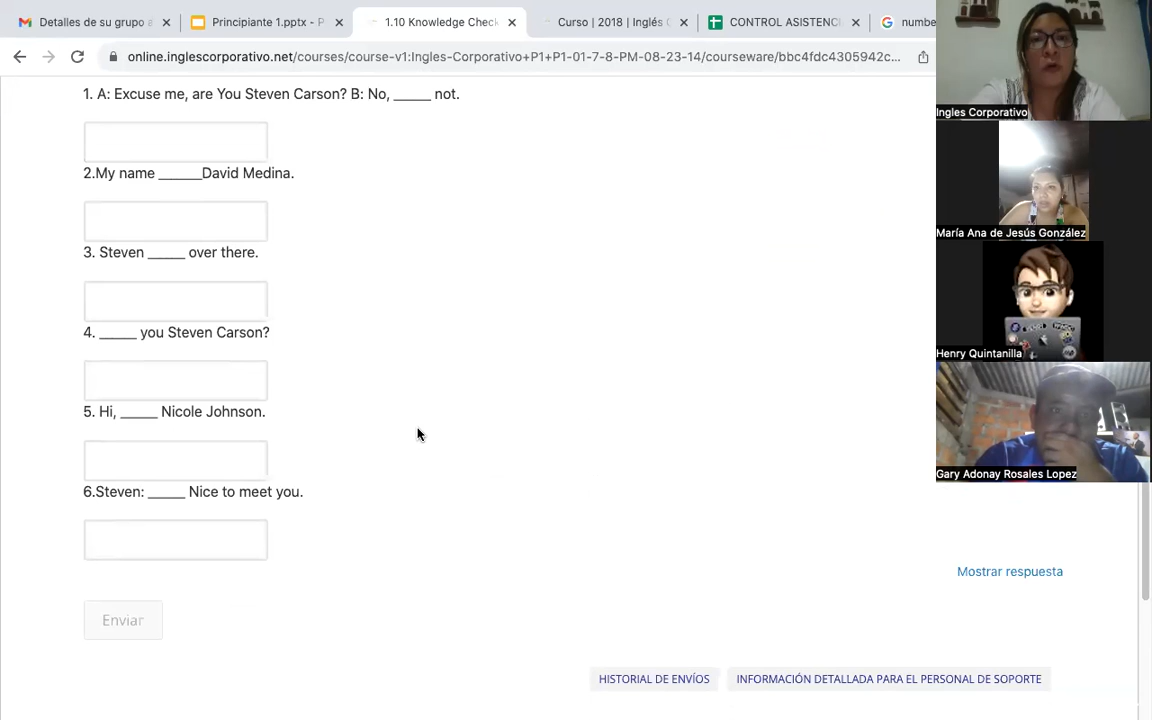 Detalles de su grupo a
Principiante 1.pptx - P
1.10 Knowledge Check
Curso | 2018 | Inglés C
CONTROL ASISTENCI
numbe
online.inglescorporativo.net/courses/course-v1:Ingles-Corporativo+P1+P1-01-7-8-PM-08-23-14/courseware/bbc4fdc4305942c...
1. A: Excuse me, are You Steven Carson? B: No, _____ not.
2.My name ______David Medina.
3. Steven _____ over there.
4. _____ you Steven Carson?
5. Hi, _____ Nicole Johnson.
6.Steven: _____ Nice to meet you.
Mostrar respuesta
Enviar
HISTORIAL DE ENVÍOS
INFORMACIÓN DETALLADA PARA EL PERSONAL DE SOPORTE
Ingles Corporativo
María Ana de Jesús González
Henry Quintanilla
Gary Adonay Rosales Lopez